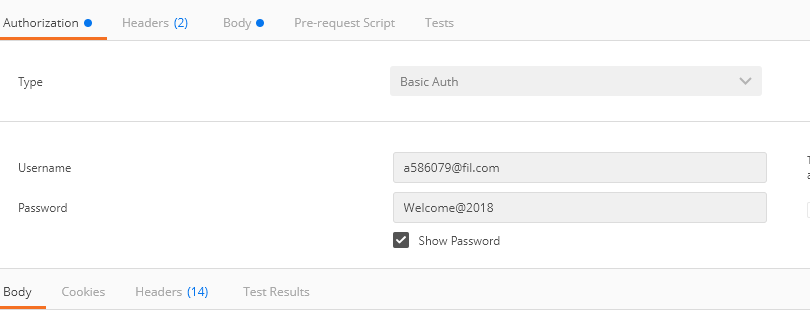 Authorization Headers (2) Body Pre-request Script Tests
Type Basic Auth
Username a586079@fil.com
Password Welcome@2018
Show Password
Body Cookies Headers (14) Test Results